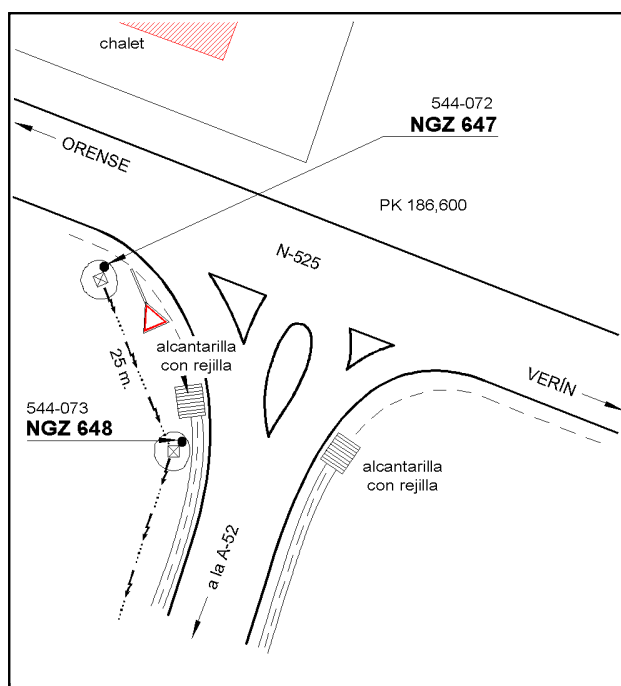 chalet
544-072
NGZ 647
ORENSE
PK 186,600
N-525
alcantarilla
con rejilla
25 m.
VERÍN
544-073
NGZ 648
alcantarilla
con rejilla
a la A-52